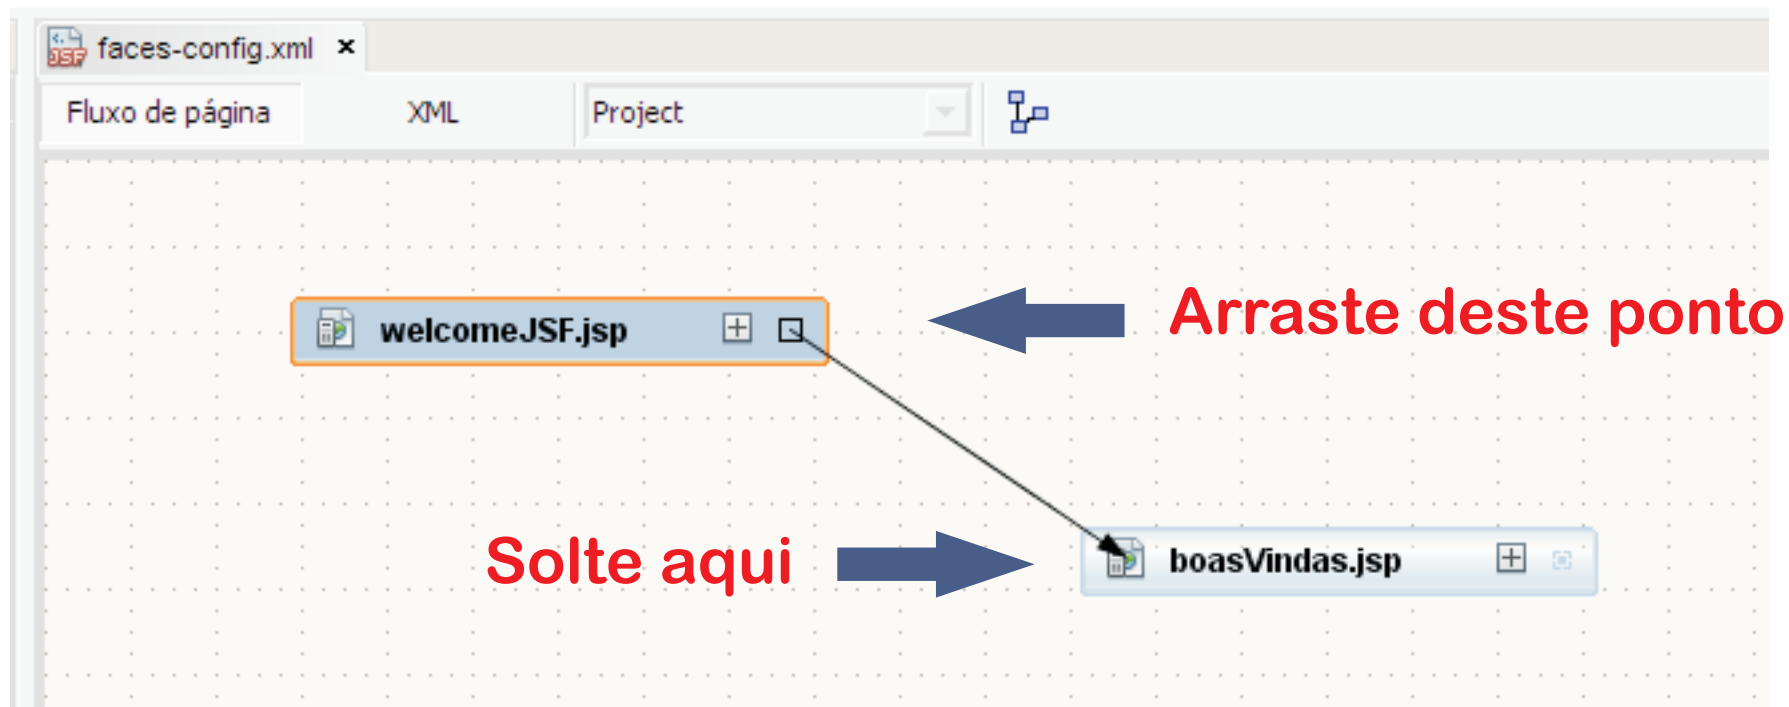 faces-config.xml
Fluxo de página XML Project
welcomeJSF.jsp
Arraste deste ponto
Solte aqui
boasVindas.jsp